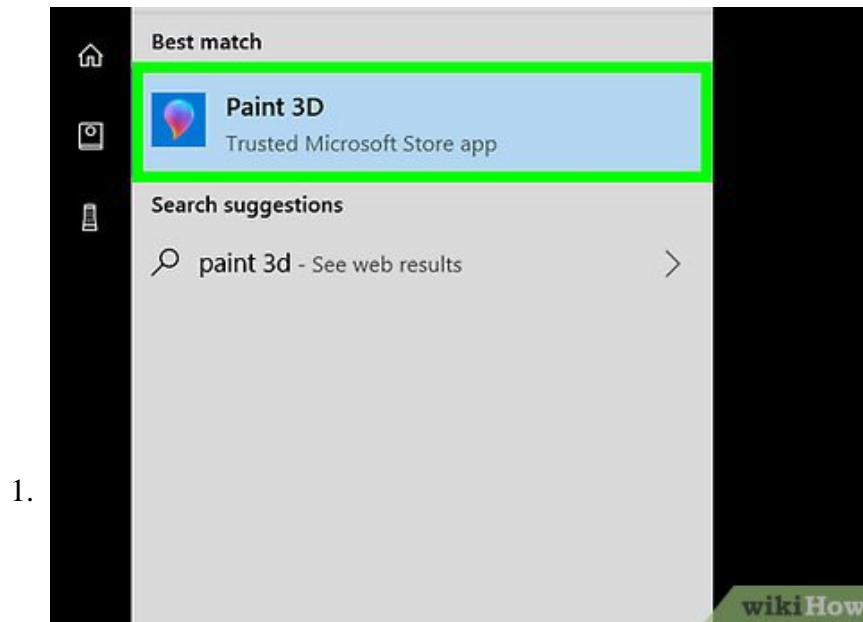 Best match
Paint 3D
Trusted Microsoft Store app
Search suggestions
paint 3d - See web results
1.
wikiHow